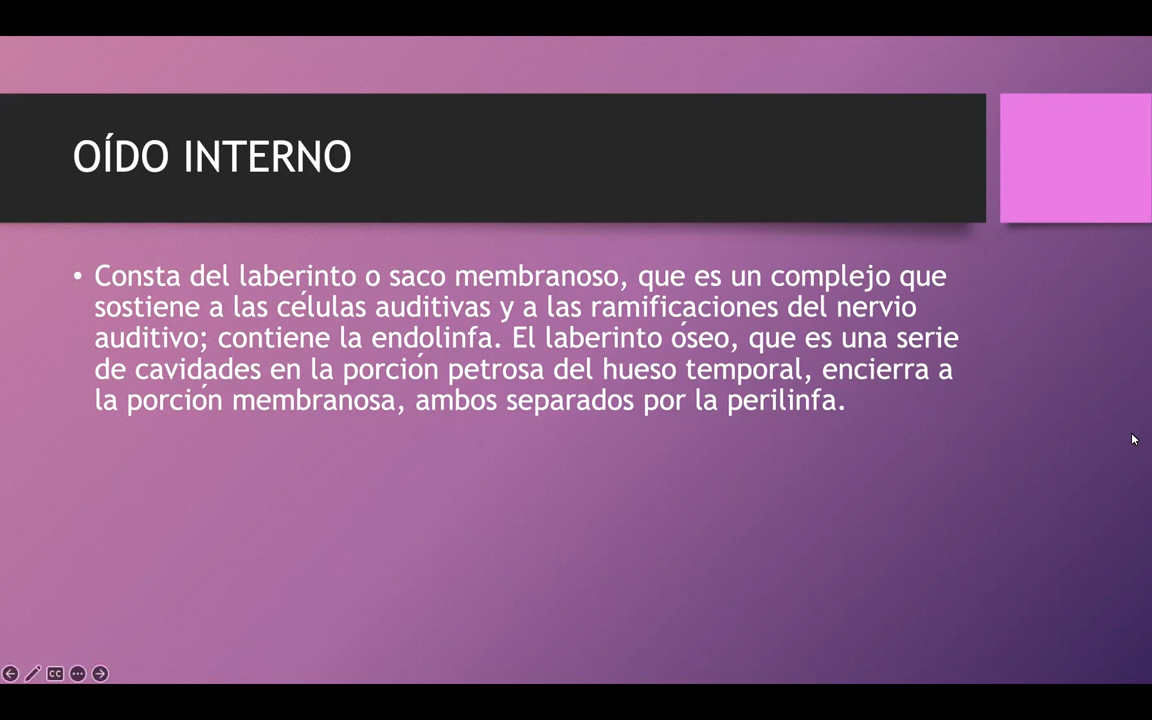 OÍDO INTERNO
• Consta del laberinto o saco membranoso, que es un complejo que
sostiene a las células auditivas y a las ramificaciones del nervio
auditivo; contiene la endolinfa. El laberinto óseo, que es una serie
de cavidades en la porción petrosa del hueso temporal, encierra a
la porción membranosa, ambos separados por la perilinfa.
CC